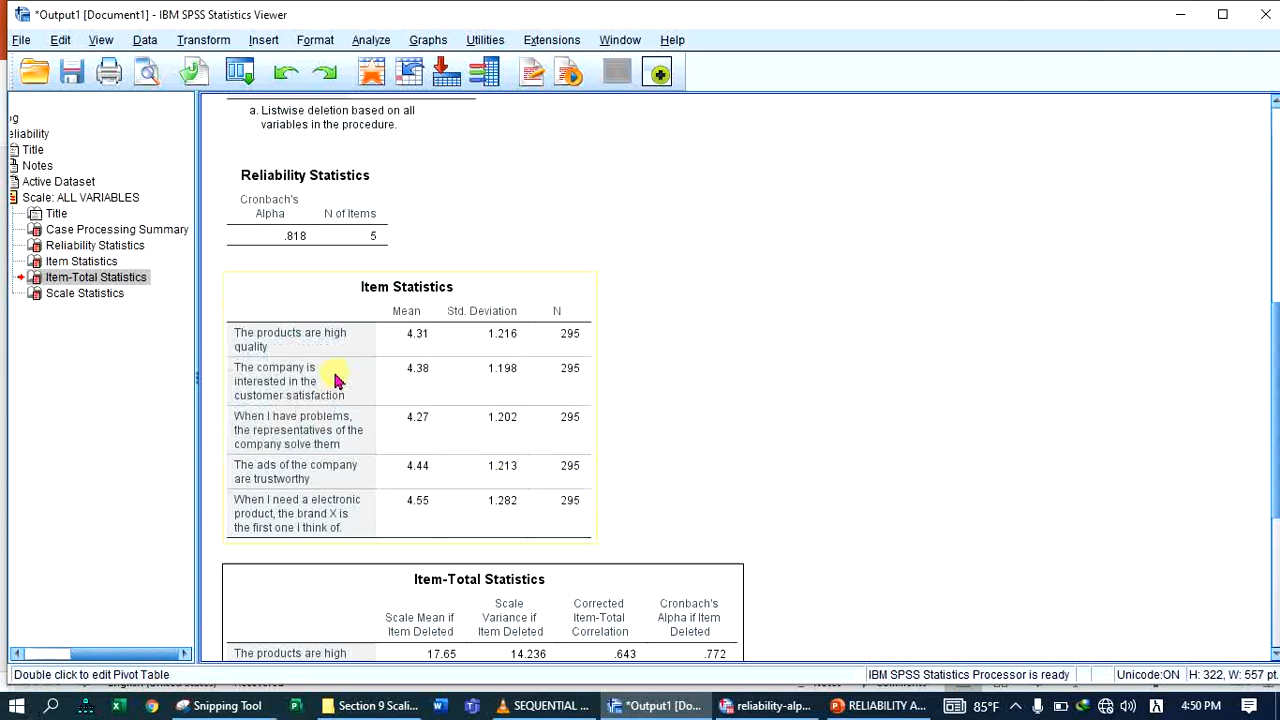 *Output1 [Document1] - IBM SPSS Statistics Viewer
File Edit View Data Transform Insert Format Analyze Graphs Utilities Extensions Window Help
g
eliability
Title
Notes
Active Dataset
Scale: ALL VARIABLES
Title
Case Processing Summary
Reliability Statistics
Item Statistics
Item-Total Statistics
Scale Statistics
a. Listwise deletion based on all
variables in the procedure.
Reliability Statistics
Cronbach's
Alpha N of Items
.818 5
Item Statistics
Mean Std. Deviation N
The products are high 4.31 1.216 295
quality
The company is 4.38 1.198 295
interested in the
customer satisfaction
When I have problems, 4.27 1.202 295
the representatives of the
company solve them
The ads of the company 4.44 1.213 295
are trustworthy
When I need a electronic 4.55 1.282 295
product, the brand X is
the first one I think of.
Item-Total Statistics
Scale Mean if
Item Deleted
Scale
Variance if
Item Deleted
Corrected
Item-Total
Correlation
Cronbach's
Alpha if Item
Deleted
The products are high 17.65 14.236 .643 .772
Double click to edit Pivot Table IBM SPSS Statistics Processor is ready Unicode:ON H: 322, W: 557 pt.
Snipping Tool Section 9 Scali... SEQUENTIAL ... *Output1 [Do... reliability-alp... RELIABILITY A... 85°F 4:50 PM